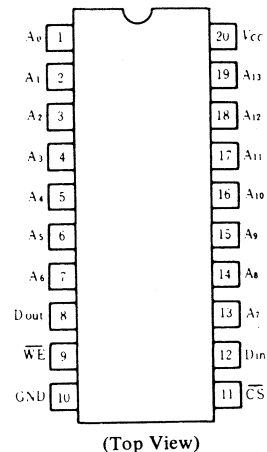 A0 1 20 Vcc
A1 2 19 A13
A2 3 18 A12
A3 4 17 A11
A4 5 16 A10
A5 6 15 A9
A6 7 14 A8
Dout 8 13 A7
W̅E̅ 9 12 Din
GND 10 11 C̅S̅
(Top View)